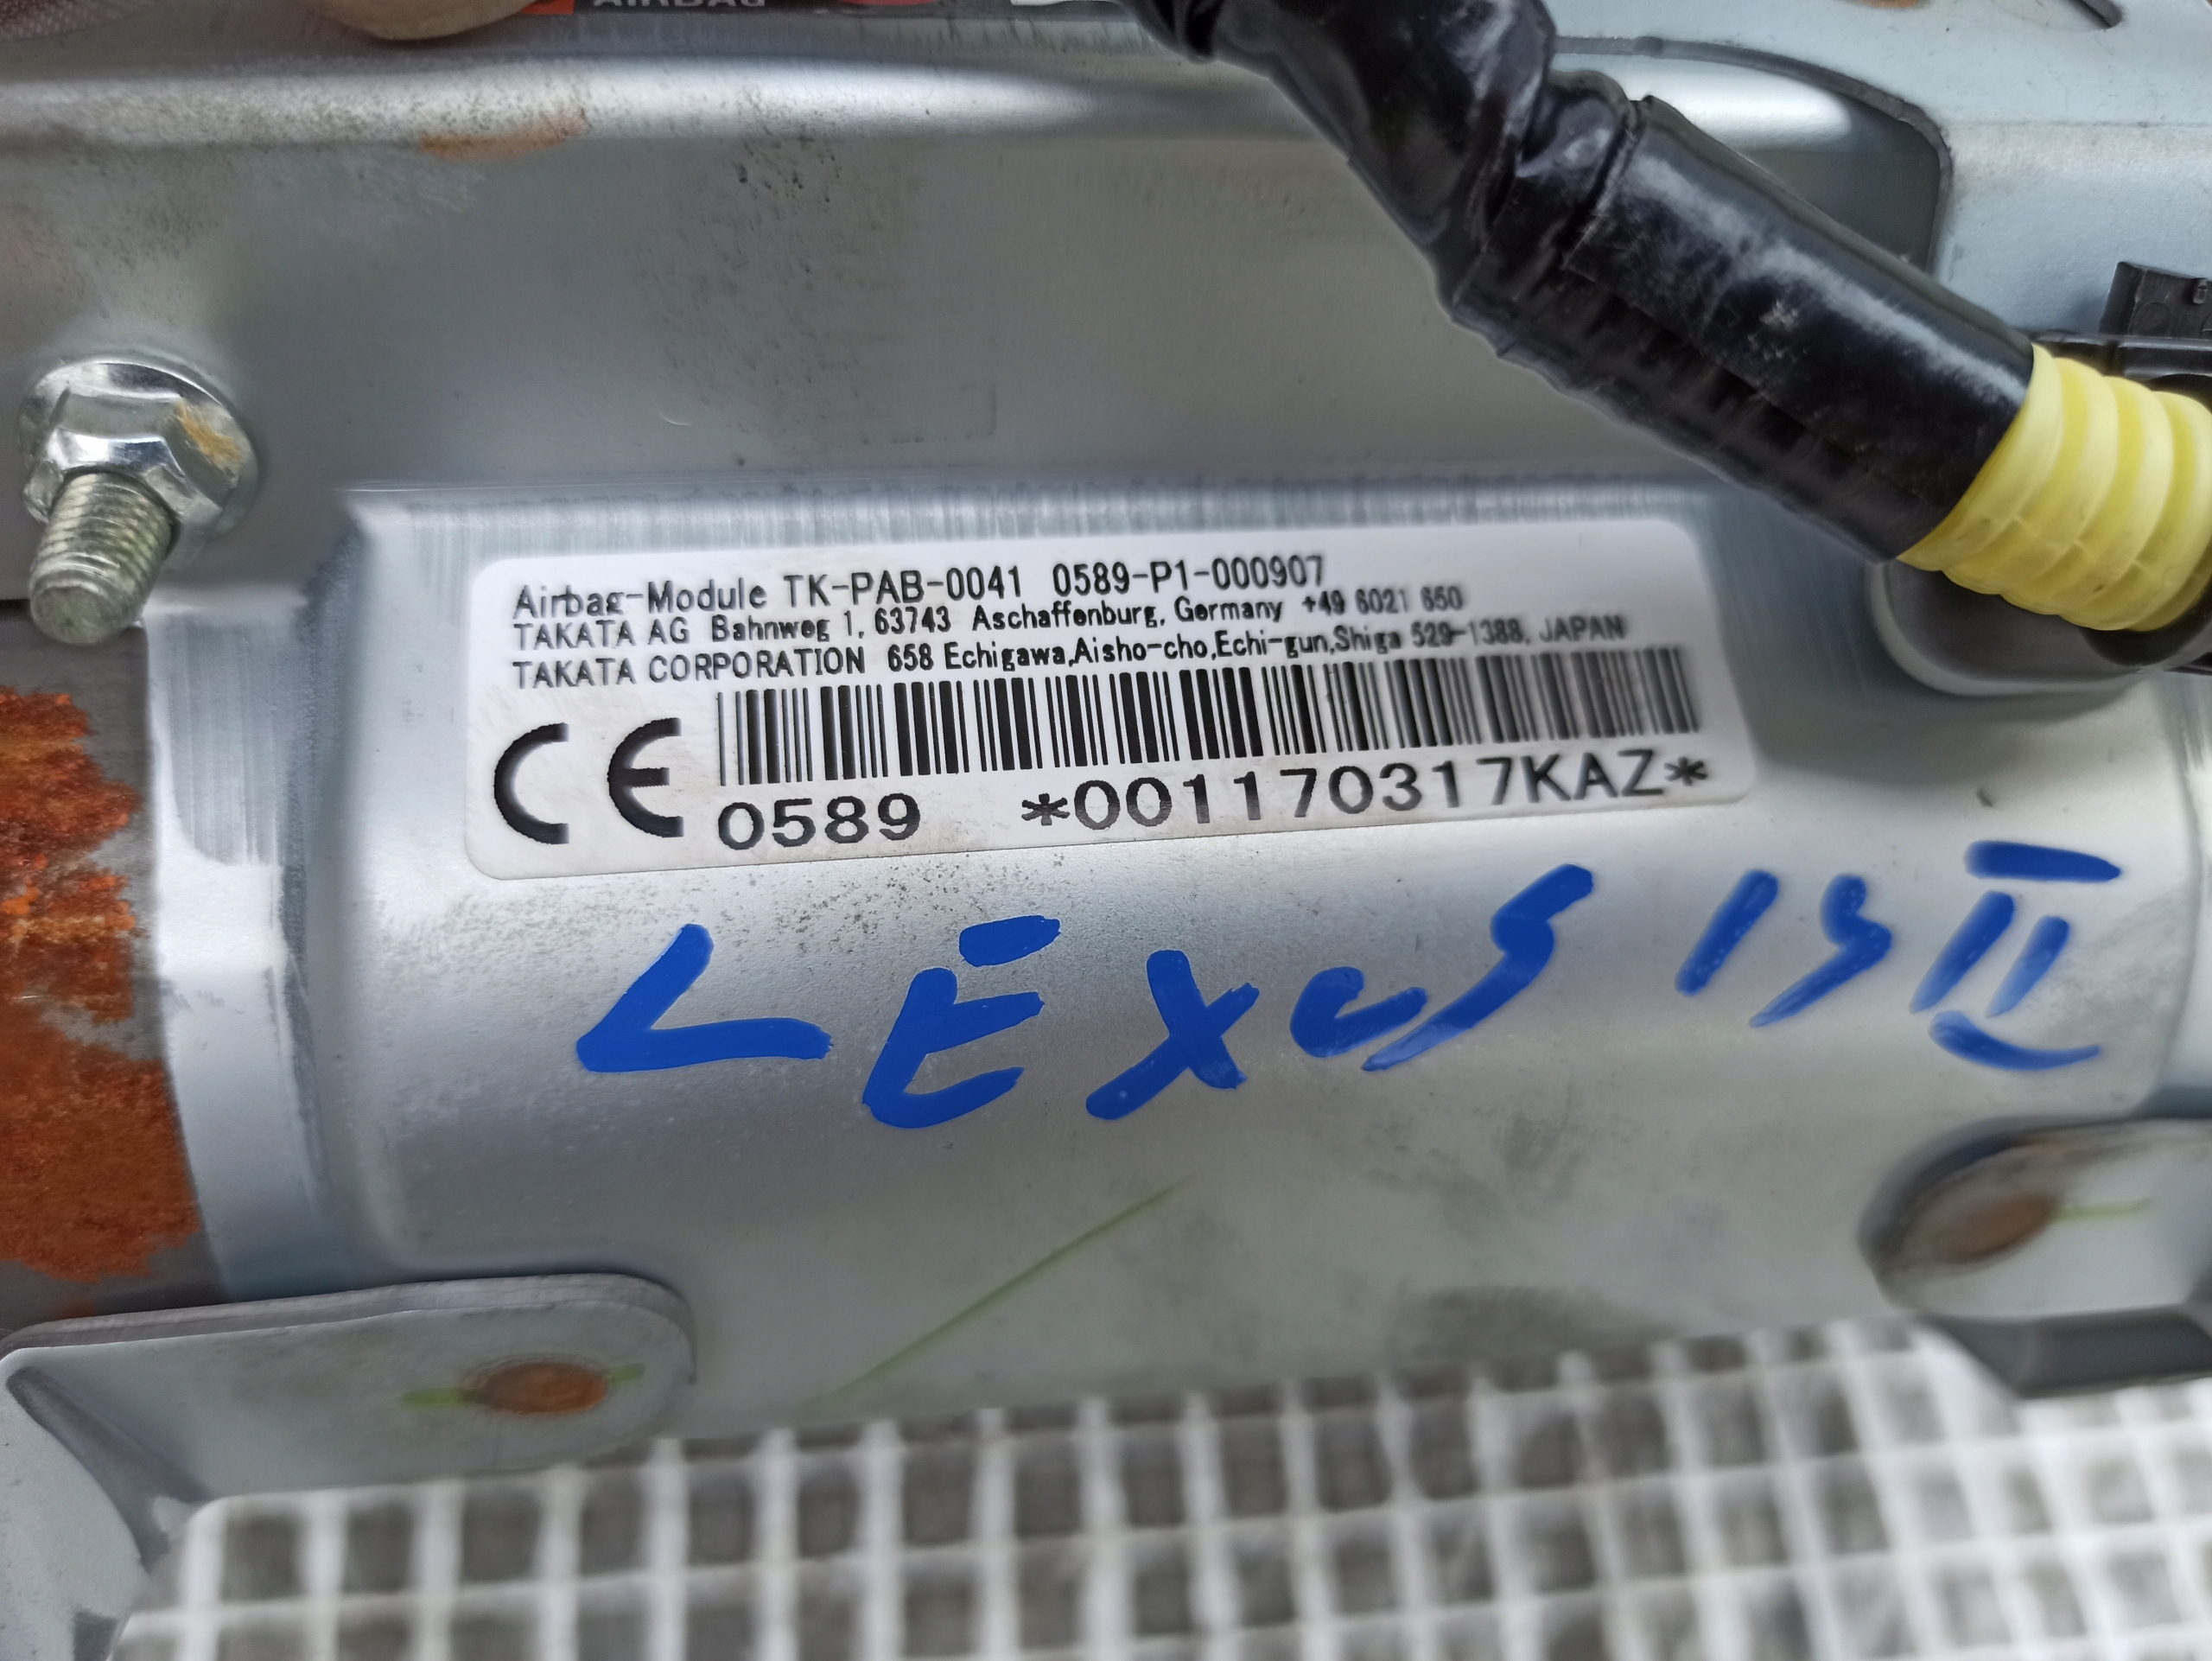 AIRBAG
Airbag-Module TK-PAB-0041 0589-P1-000907
TAKATA AG Bahnweg 1, 63743 Aschaffenburg, Germany +49 6021 650
TAKATA CORPORATION 658 Echigawa,Aisho-cho,Echi-gun,Shiga 529-1388, JAPAN
CE
0589 *001170317KAZ*
LEXUS IS II